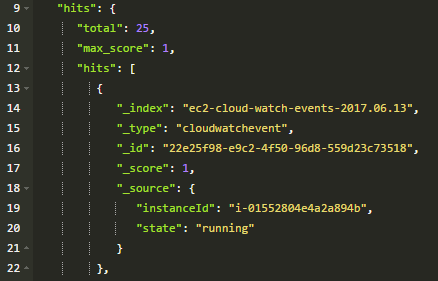 9 "hits": {
10 "total": 25,
11 "max_score": 1,
12 "hits": [
13 {
14 "_index": "ec2-cloud-watch-events-2017.06.13",
15 "_type": "cloudwatchevent",
16 "_id": "22e25f98-e9c2-4f50-96d8-559d23c73518",
17 "_score": 1,
18 "_source": {
19 "instanceId": "i-01552804e4a2a894b",
20 "state": "running"
21 }
22 },